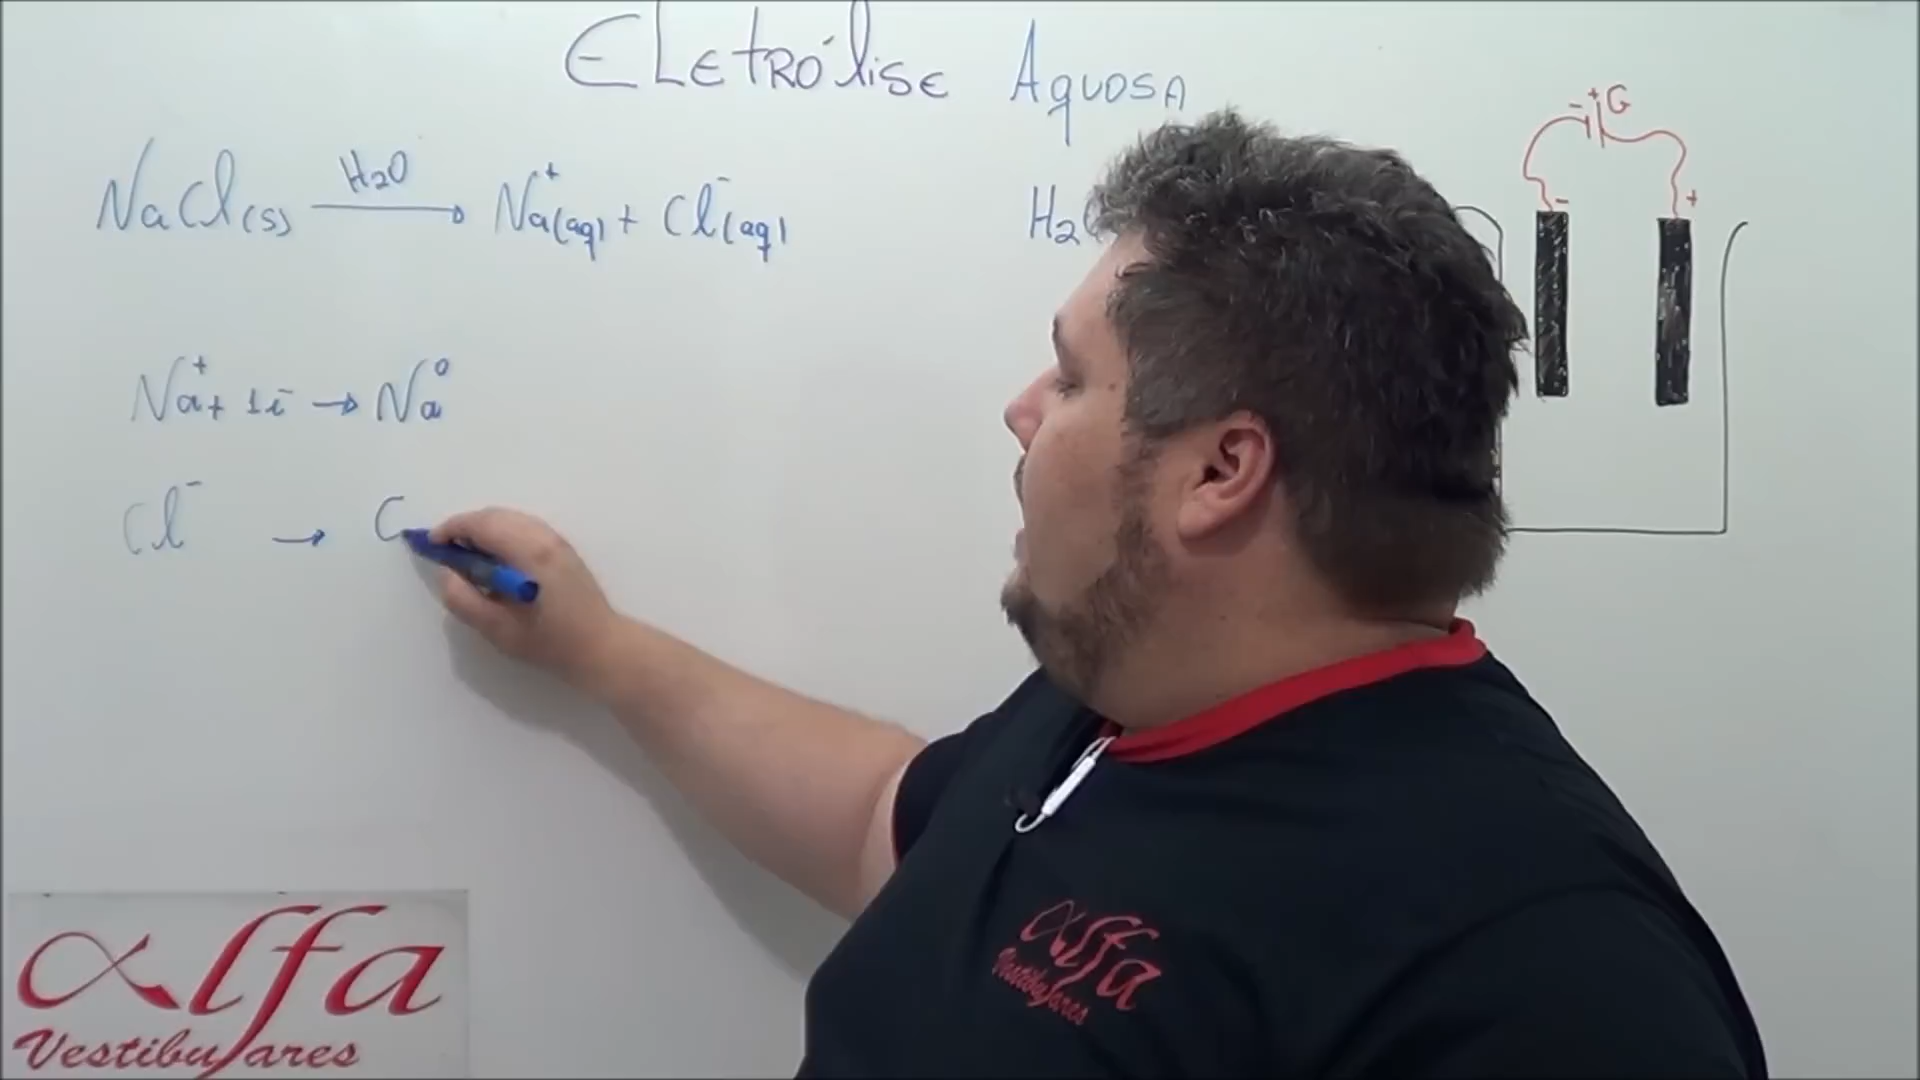 Eletrólise Aquosa
- + G
NaCl(s) —H₂O→ Na⁺(aq) + Cl⁻(aq)
H₂
- +
Na⁺ + 1e⁻ → Na⁰
Cl⁻ → C
αlfa
Vestibulares
αlfa
Vestibulares